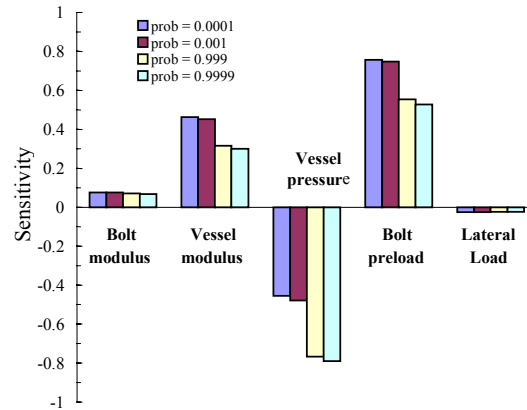 1
0.8
0.6
0.4
0.2
0
-0.2
-0.4
-0.6
-0.8
-1
Sensitivity
prob = 0.0001
prob = 0.001
prob = 0.999
prob = 0.9999
Bolt
modulus
Vessel
modulus
Vessel
pressure
Bolt
preload
Lateral
Load